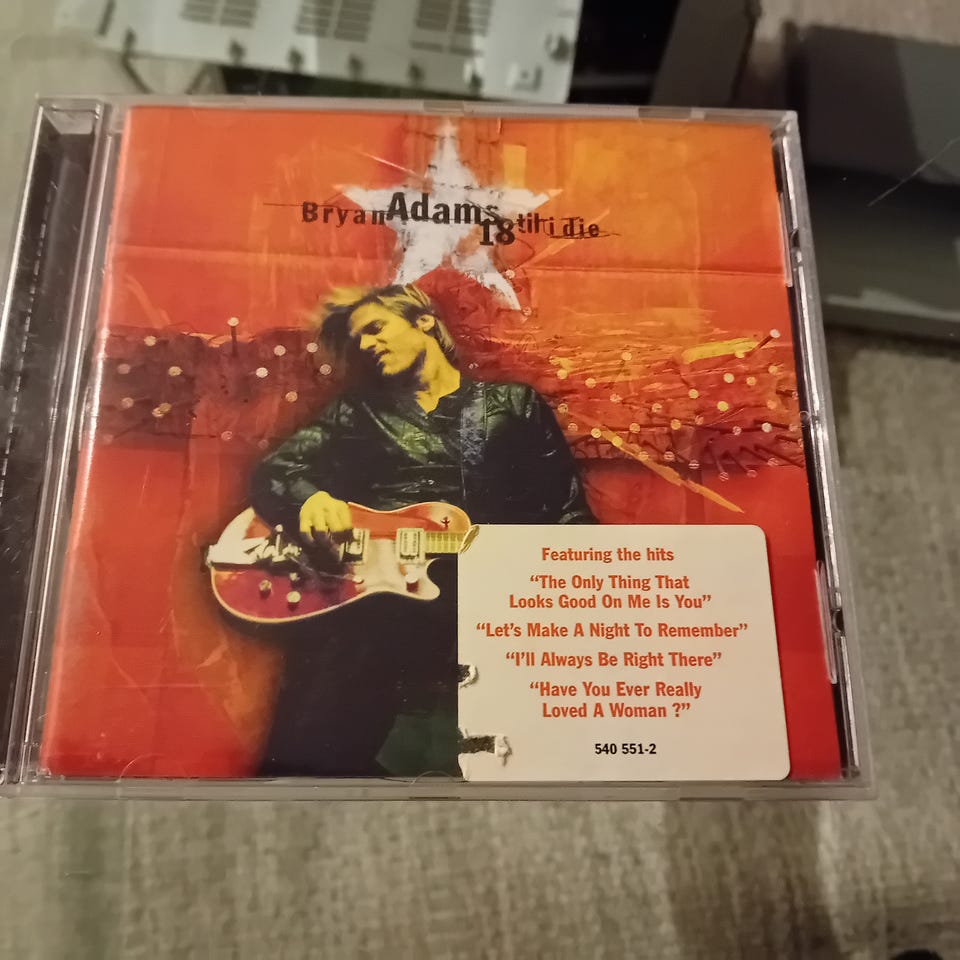 Bryan Adams 18 til i die
Featuring the hits
“The Only Thing That
Looks Good On Me Is You”
“Let’s Make A Night To Remember”
“I’ll Always Be Right There”
“Have You Ever Really
Loved A Woman ?”
540 551-2